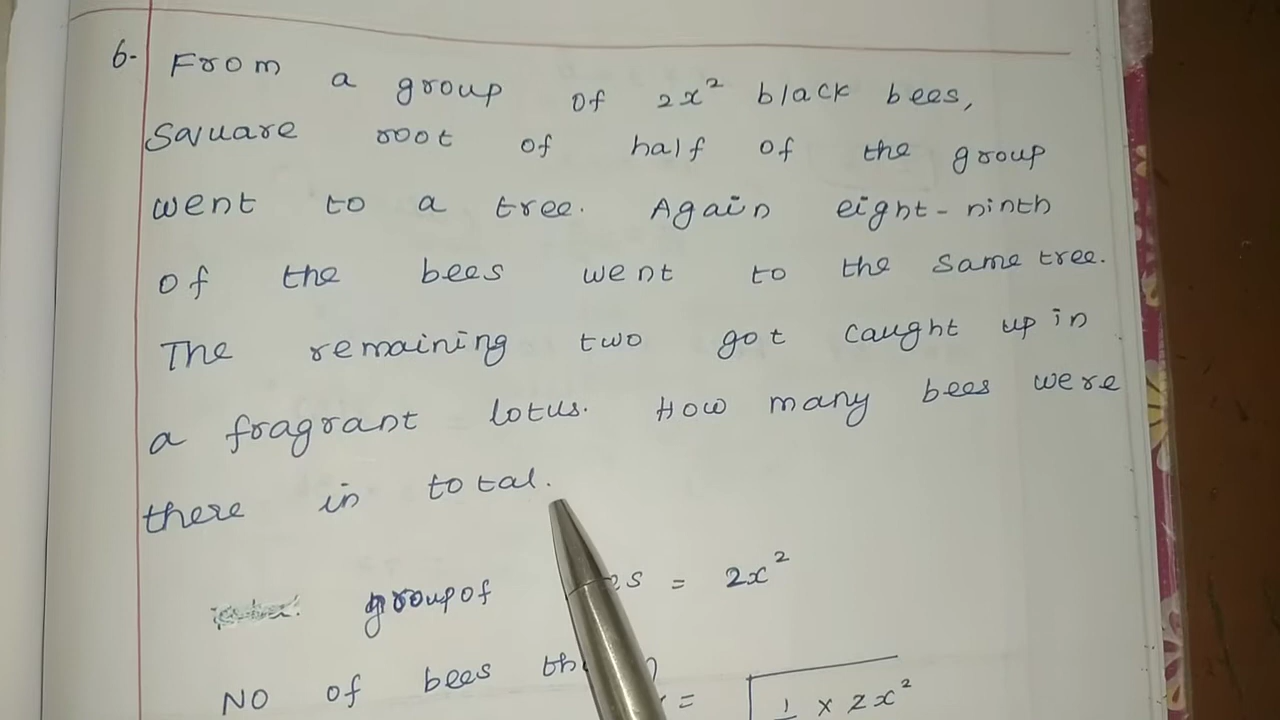 6- From a group of 2x² black bees,
Square root of half of the group
went to a tree. Again eight-ninth
of the bees went to the same tree.
The remaining two got caught up in
a fragrant lotus. How many bees were
there in total.
group of = 2x²
NO of bees = √ 1 × 2x²